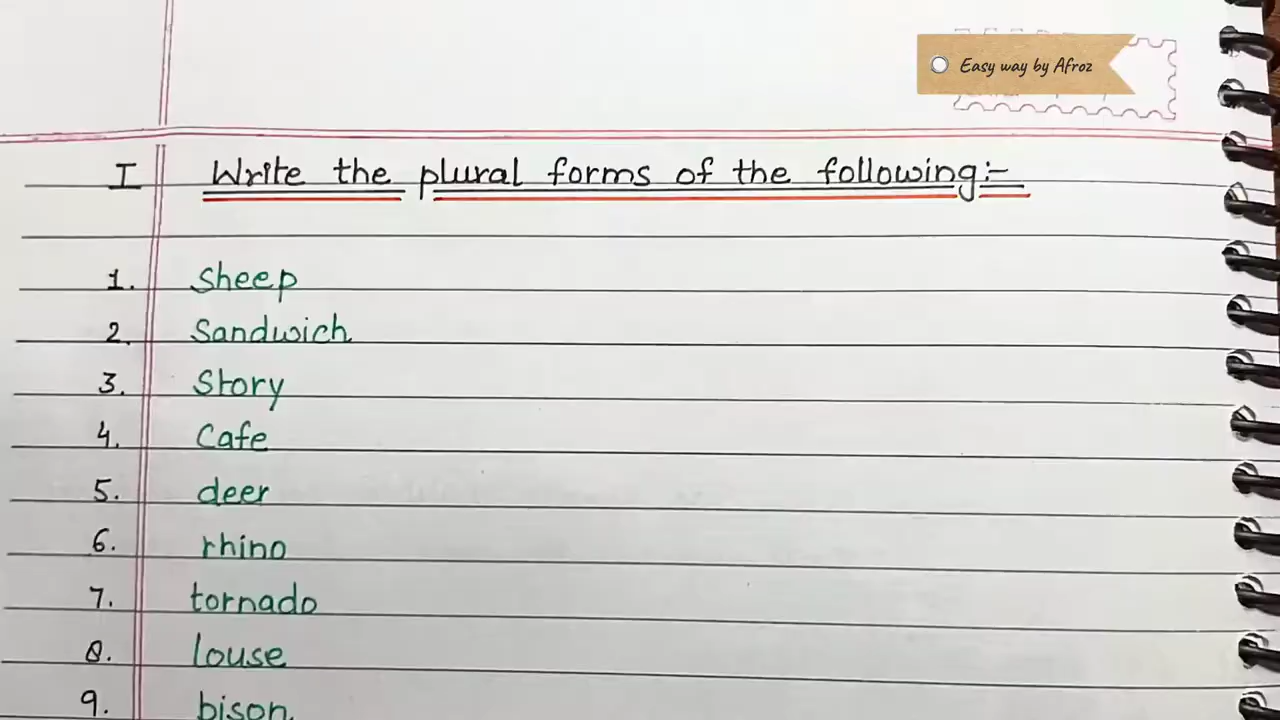 Easy way by Afroz
I Write the plural forms of the following:-
1. Sheep
2. Sandwich
3. Story
4. Cafe
5. deer
6. rhino
7. tornado
8. louse
9. bison.